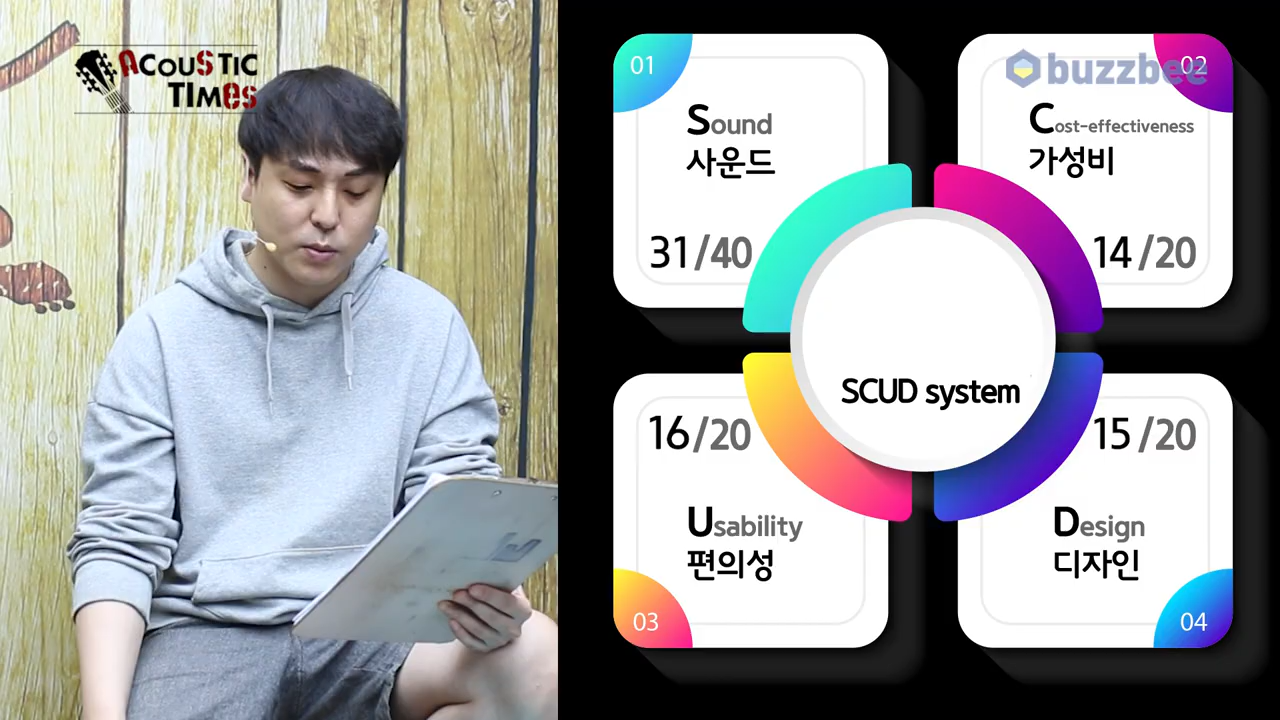 ACOUSTIC
TIMES
01
Sound
사운드
31/40
buzzbee
02
Cost-effectiveness
가성비
14/20
SCUD system
16/20
Usability
편의성
03
15/20
Design
디자인
04